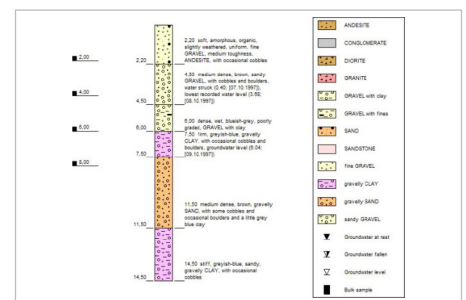 2,20 soft, amorphous, organic,
slightly weathered, uniform, fine
GRAVEL, medium toughness,
ANDESITE, with occasional cobbles
2,00
2,20
4,50 medium dense, brown, sandy
GRAVEL, with cobbles and boulders,
water struck (0.40; [07.10.1997]),
lowest recorded water level (3.59;
[08.10.1997])
4,00
4,50
6,00 dense, wet, bluish-grey, poorly
graded, GRAVEL with clay
6,00
6,00
7,50 firm, greyish-blue, gravelly
CLAY, with occasional cobbles and
boulders, groundwater level (6.04;
[09.10.1997])
7,50
8,00
11,50 medium dense, brown, gravelly
SAND, with some cobbles and
occasional boulders and a little grey
blue clay
11,50
14,50 stiff, greyish-blue, sandy,
gravelly CLAY, with occasional
cobbles
14,50
ANDESITE
CONGLOMERATE
DIORITE
GRANITE
GRAVEL with clay
GRAVEL with fines
SAND
SANDSTONE
fine GRAVEL
gravelly CLAY
gravelly SAND
sandy GRAVEL
Groundwater at rest
Groundwater fallen
Groundwater level
Bulk sample